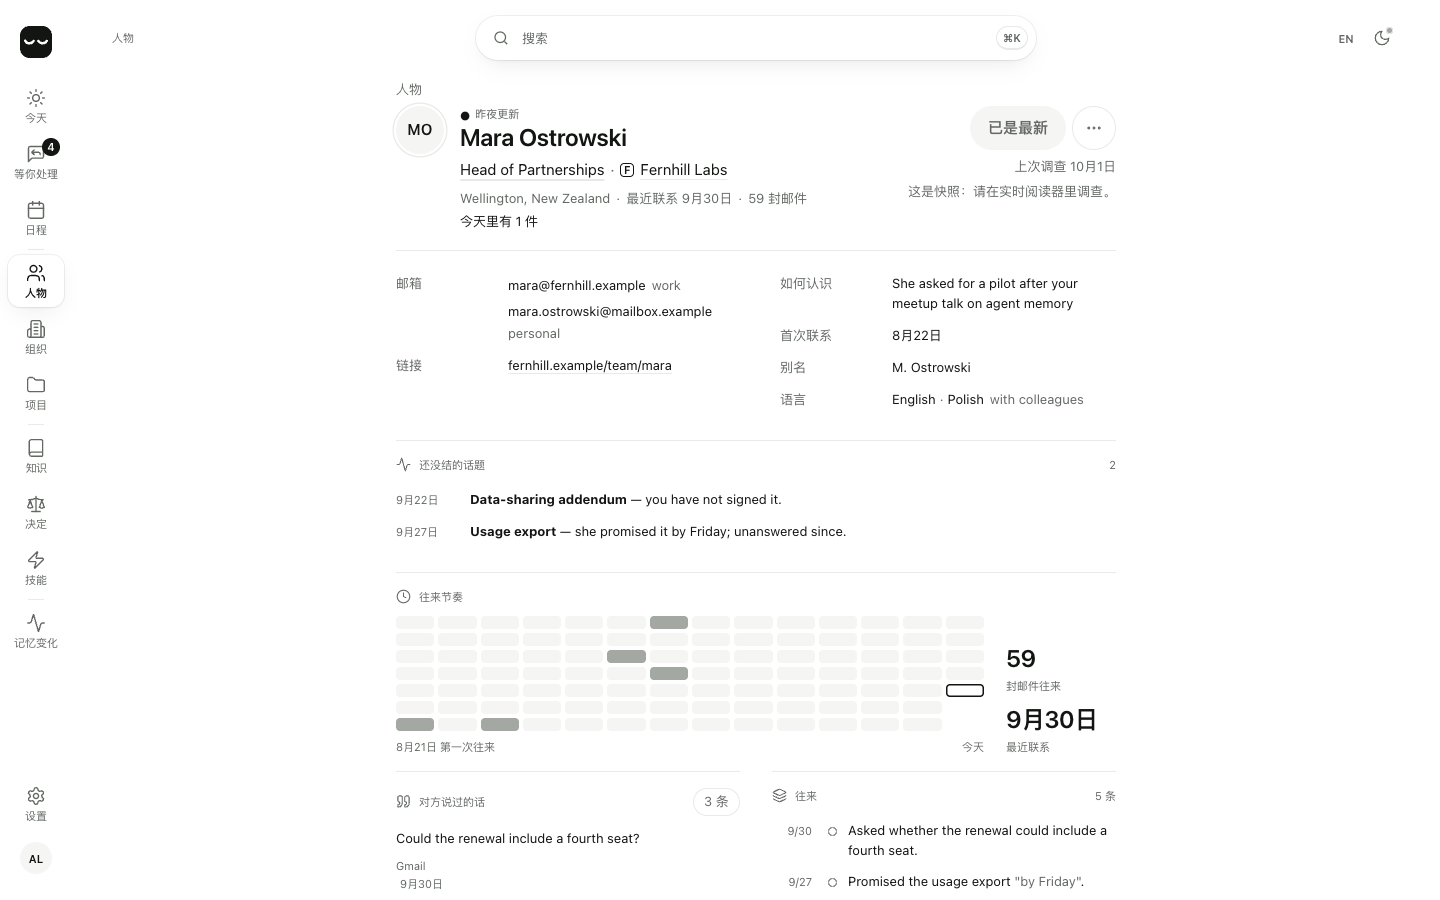 人物
搜索
⌘K
EN
今天
4
等你处理
日程
人物
组织
项目
知识
决定
技能
记忆变化
设置
AL
人物
MO
昨夜更新
Mara Ostrowski
Head of Partnerships · F Fernhill Labs
Wellington, New Zealand · 最近联系 9月30日 · 59 封邮件
今天里有 1 件
已是最新
上次调查 10月1日
这是快照：请在实时阅读器里调查。
邮箱
mara@fernhill.example work
mara.ostrowski@mailbox.example
personal
链接
fernhill.example/team/mara
如何认识
She asked for a pilot after your
meetup talk on agent memory
首次联系
8月22日
别名
M. Ostrowski
语言
English · Polish with colleagues
还没结的话题
2
9月22日
Data-sharing addendum — you have not signed it.
9月27日
Usage export — she promised it by Friday; unanswered since.
往来节奏
8月21日 第一次往来
今天
59
封邮件往来
9月30日
最近联系
对方说过的话
3 条
Could the renewal include a fourth seat?
Gmail
9月30日
往来
5 条
9/30
Asked whether the renewal could include a
fourth seat.
9/27
Promised the usage export "by Friday".